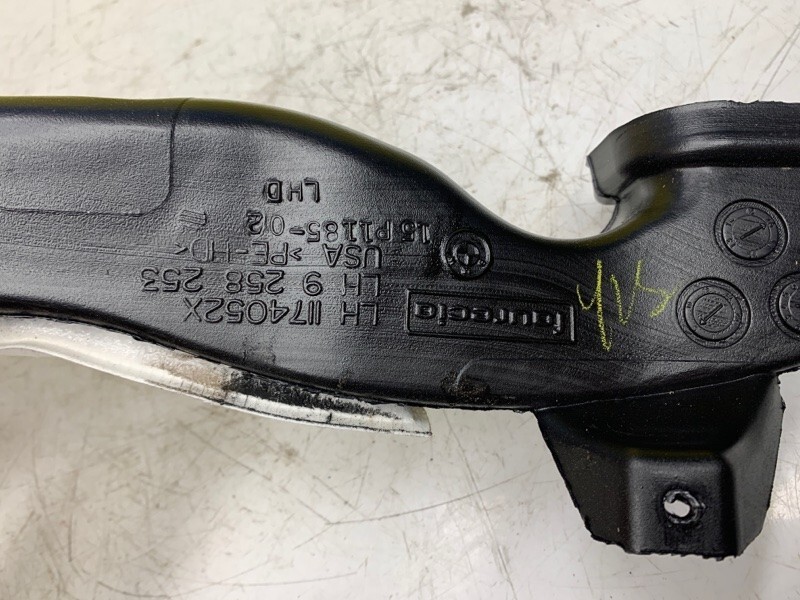 faurecia
LH 1174052X
LH 9 258 253
USA >PE-HD<
15P1185-02
LHD